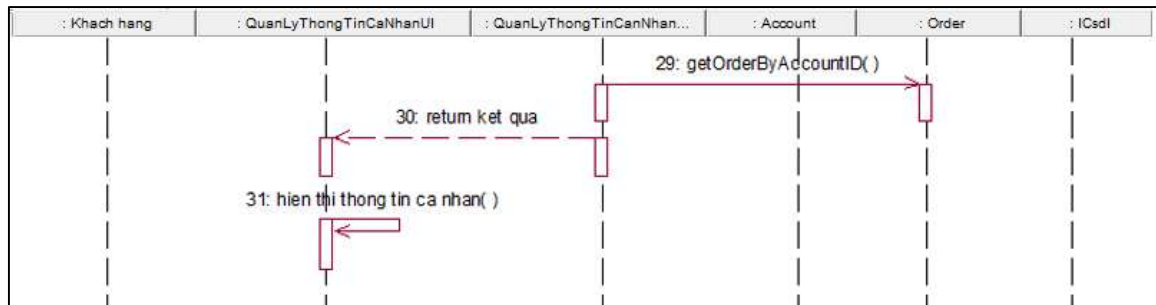 : Khach hang
: QuanLyThongTinCaNhanUI
: QuanLyThongTinCanNhan...
: Account
: Order
: ICsdl
29: getOrderByAccountID( )
30: return ket qua
31: hien thi thong tin ca nhan( )